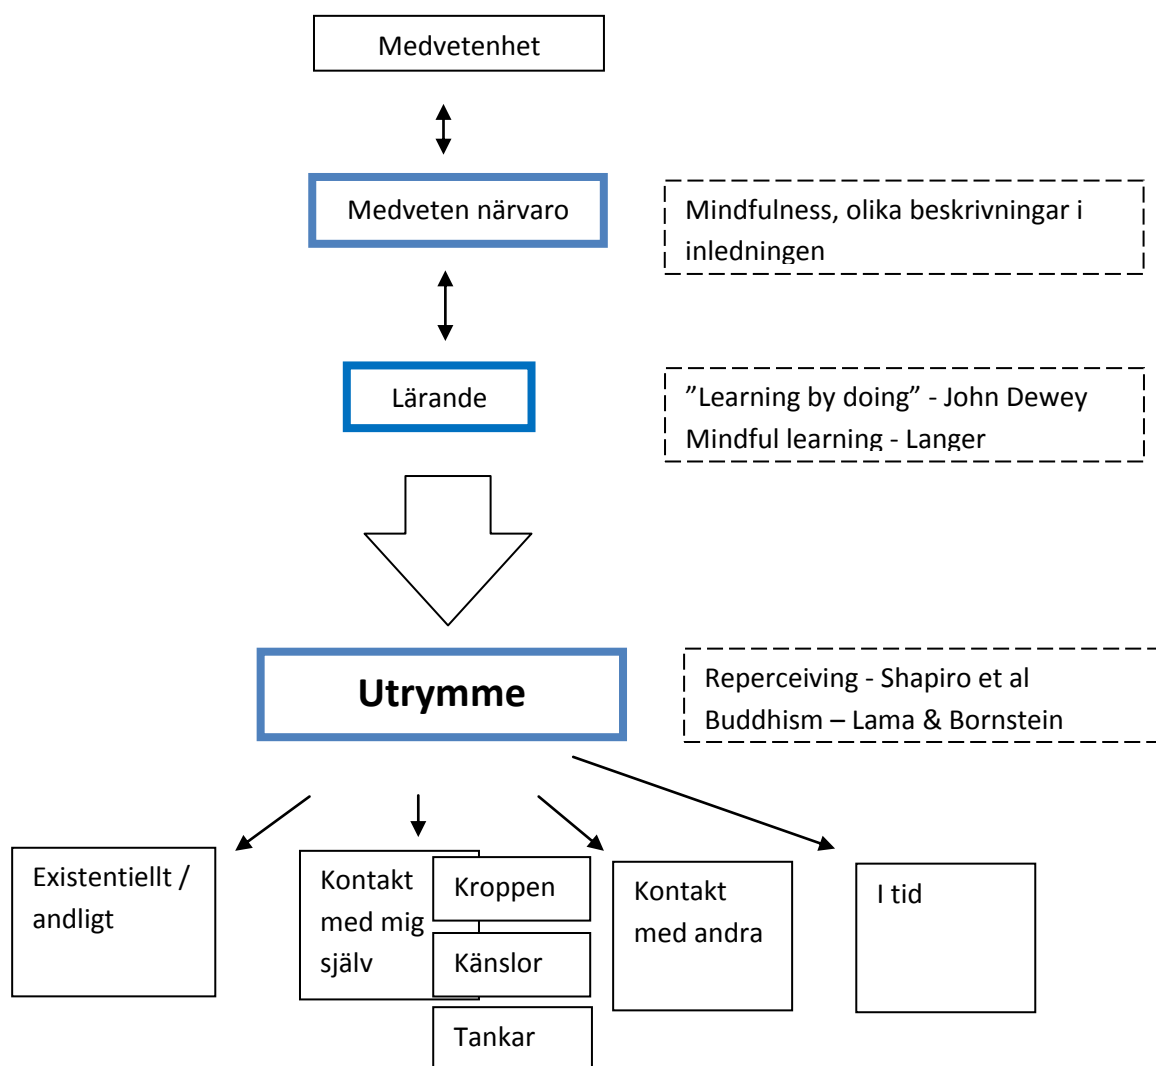 Medvetenhet
Medveten närvaro
Mindfulness, olika beskrivningar i
inledningen
Lärande
”Learning by doing” - John Dewey
Mindful learning - Langer
Utrymme
Reperceiving - Shapiro et al
Buddhism – Lama & Bornstein
Existentiellt /
andligt
Kontakt
med mig
själv
Kroppen
Känslor
Tankar
Kontakt
med andra
I tid